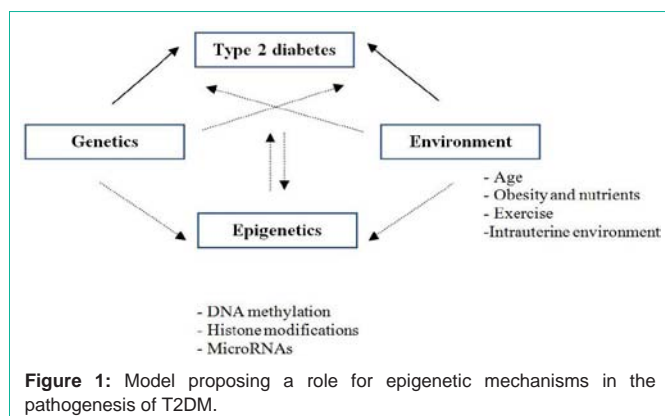 Type 2 diabetes
Genetics
Environment
- Age
- Obesity and nutrients
- Exercise
-Intrauterine environment
Epigenetics
- DNA methylation
- Histone modifications
- MicroRNAs
Figure 1: Model proposing a role for epigenetic mechanisms in the
pathogenesis of T2DM.